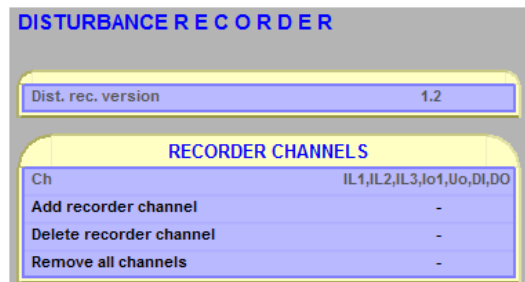 DISTURBANCE R E C O R D E R
Dist. rec. version 1.2
RECORDER CHANNELS
Ch IL1,IL2,IL3,Io1,Uo,DI,DO
Add recorder channel -
Delete recorder channel -
Remove all channels -